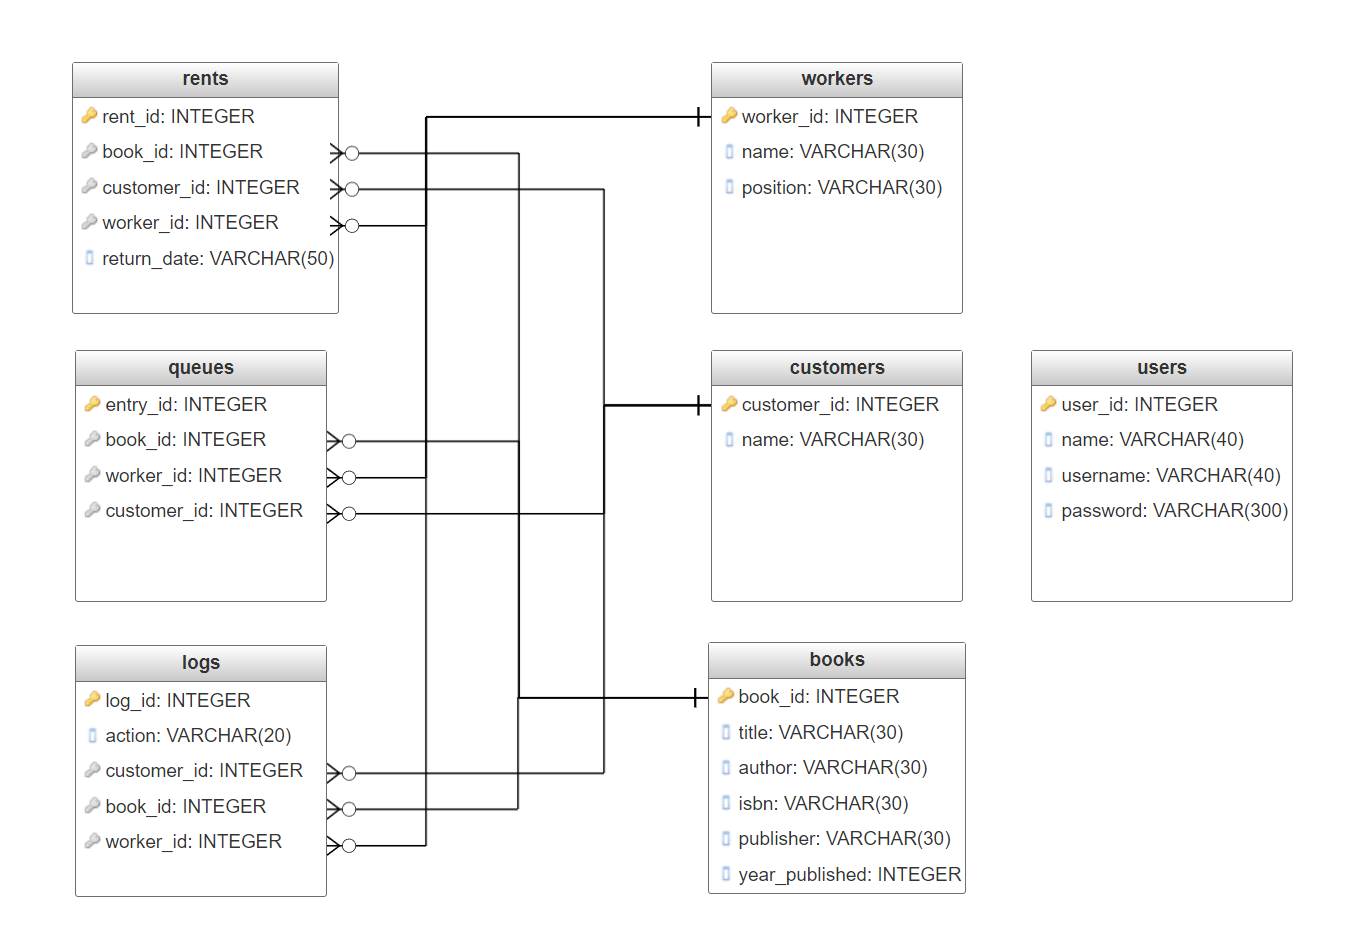 rents
rent_id: INTEGER
book_id: INTEGER
customer_id: INTEGER
worker_id: INTEGER
return_date: VARCHAR(50)
workers
worker_id: INTEGER
name: VARCHAR(30)
position: VARCHAR(30)
queues
entry_id: INTEGER
book_id: INTEGER
worker_id: INTEGER
customer_id: INTEGER
customers
customer_id: INTEGER
name: VARCHAR(30)
users
user_id: INTEGER
name: VARCHAR(40)
username: VARCHAR(40)
password: VARCHAR(300)
logs
log_id: INTEGER
action: VARCHAR(20)
customer_id: INTEGER
book_id: INTEGER
worker_id: INTEGER
books
book_id: INTEGER
title: VARCHAR(30)
author: VARCHAR(30)
isbn: VARCHAR(30)
publisher: VARCHAR(30)
year_published: INTEGER